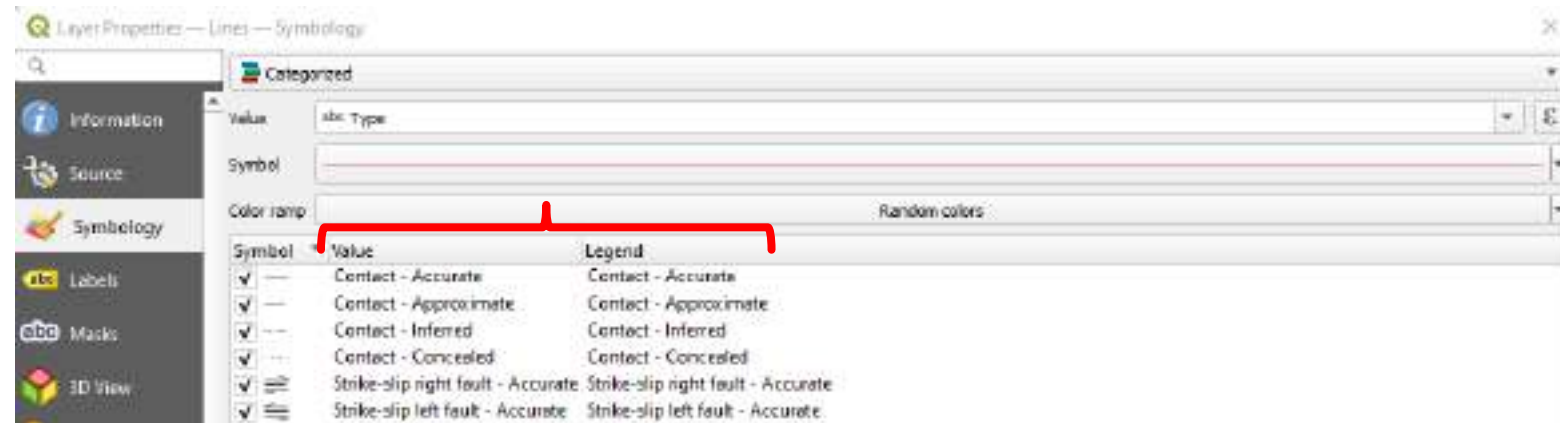 Layer Properties — Lines — Symbology
Categorized
Information
Value abc Type ε
Source
Symbol
Symbology
Color ramp Random colors
Symbol Value Legend
Labels
Contact - Accurate Contact - Accurate
Contact - Approximate Contact - Approximate
abc Masks
Contact - Inferred Contact - Inferred
Contact - Concealed Contact - Concealed
3D View
Strike-slip right fault - Accurate Strike-slip right fault - Accurate
Strike-slip left fault - Accurate Strike-slip left fault - Accurate